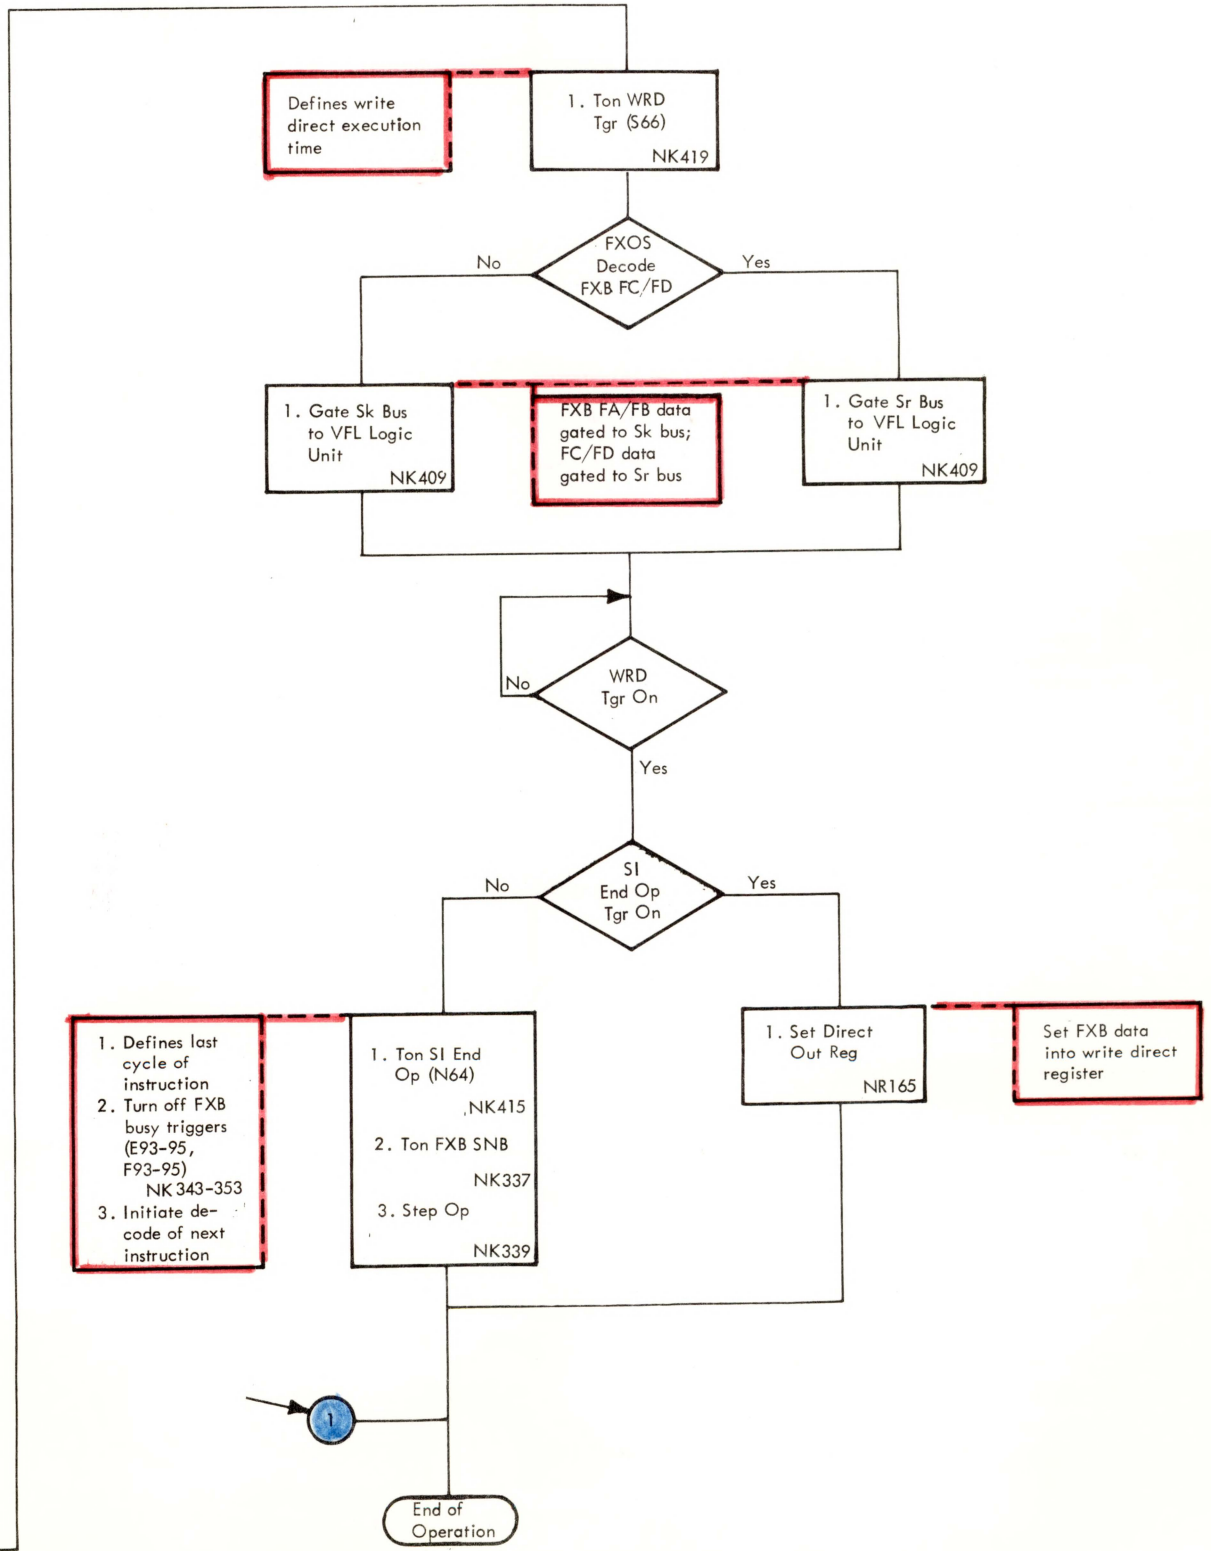 Defines write
direct execution
time
1. Ton WRD
Tgr (S66)
NK419
FXOS
Decode
FXB FC/FD
No
Yes
1. Gate Sk Bus
to VFL Logic
Unit
NK409
FXB FA/FB data
gated to Sk bus;
FC/FD data
gated to Sr bus
1. Gate Sr Bus
to VFL Logic
Unit
NK409
WRD
Tgr On
No
Yes
SI
End Op
Tgr On
No
Yes
1. Defines last
cycle of
instruction
2. Turn off FXB
busy triggers
(E93-95,
F93-95)
NK343-353
3. Initiate de-
code of next
instruction
1. Ton SI End
Op (N64)
NK415
2. Ton FXB SNB
NK337
3. Step Op
NK339
1. Set Direct
Out Reg
NR165
Set FXB data
into write direct
register
1
End of
Operation